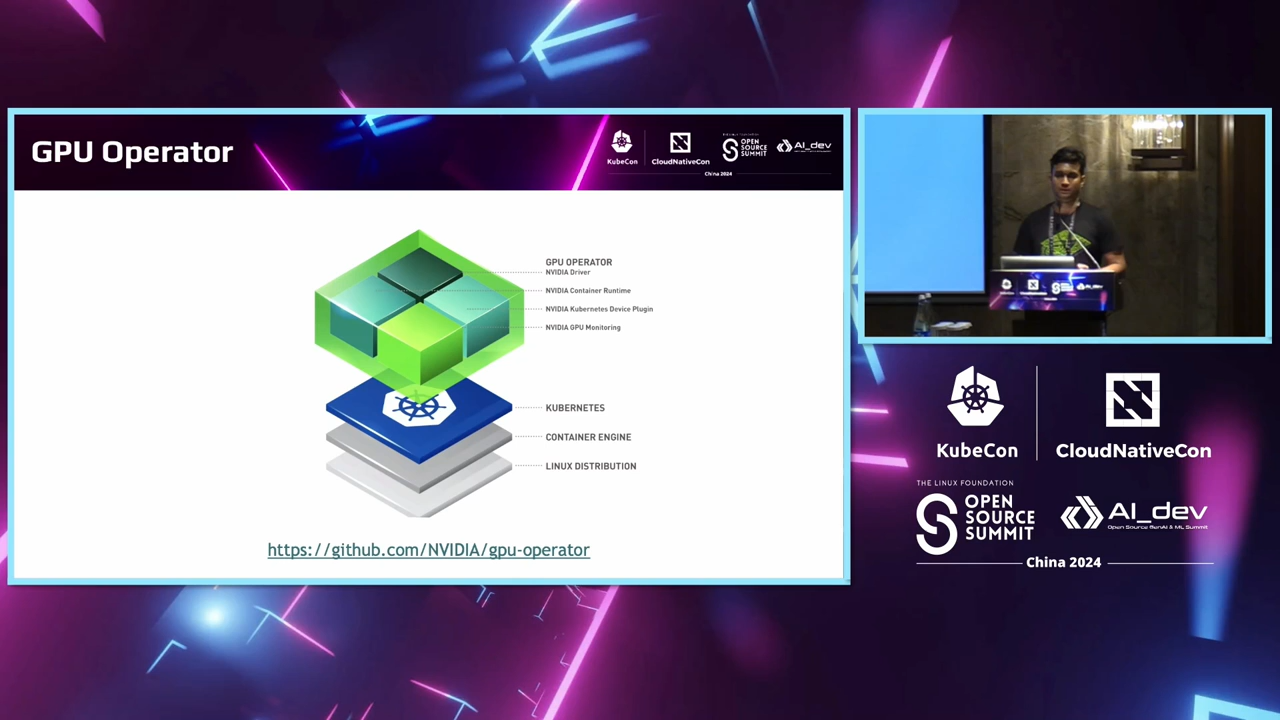 GPU Operator
KubeCon
CloudNativeCon
OPEN
SOURCE
SUMMIT
AI_dev
China 2024
GPU OPERATOR
NVIDIA Driver
NVIDIA Container Runtime
NVIDIA Kubernetes Device Plugin
NVIDIA GPU Monitoring
KUBERNETES
CONTAINER ENGINE
LINUX DISTRIBUTION
https://github.com/NVIDIA/gpu-operator
KubeCon
CloudNativeCon
THE LINUX FOUNDATION
OPEN
SOURCE
SUMMIT
AI_dev
Open Source GenAI & ML Summit
China 2024